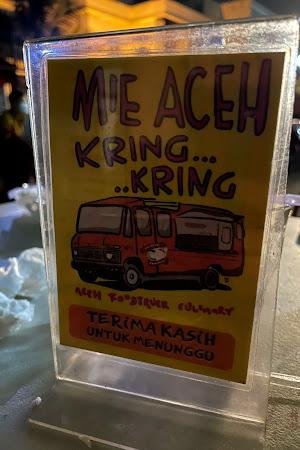 MIE ACEH
KRING...
..KRING
ACEH FOODTRUCK CULINARY
TERIMA KASIH
UNTUK MENUNGGU